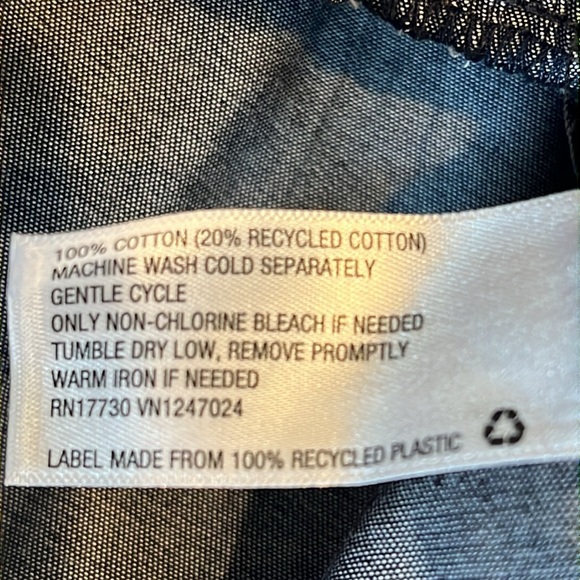 100% COTTON (20% RECYCLED COTTON)
MACHINE WASH COLD SEPARATELY
GENTLE CYCLE
ONLY NON-CHLORINE BLEACH IF NEEDED
TUMBLE DRY LOW, REMOVE PROMPTLY
WARM IRON IF NEEDED
RN17730 VN1247024
LABEL MADE FROM 100% RECYCLED PLASTIC